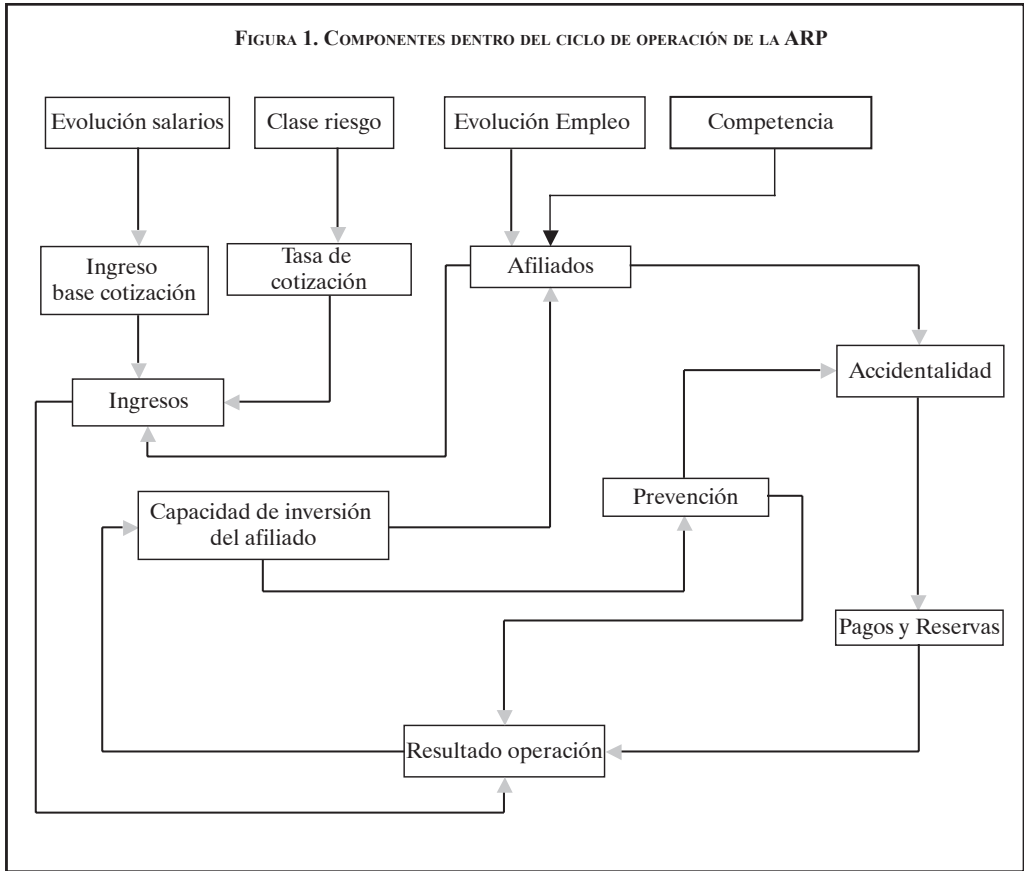 FIGURA 1. COMPONENTES DENTRO DEL CICLO DE OPERACIÓN DE LA ARP
Evolución salarios
Clase riesgo
Evolución Empleo
Competencia
Ingreso
base cotización
Tasa de
cotización
Afiliados
Accidentalidad
Ingresos
Capacidad de inversión
del afiliado
Prevención
Pagos y Reservas
Resultado operación